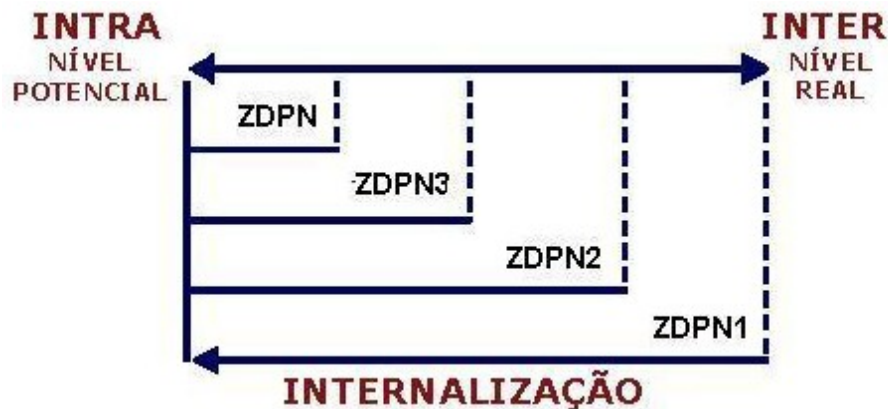 INTRA
NÍVEL
POTENCIAL
INTER
NÍVEL
REAL
ZDPN
-ZDPN3
ZDPN2
ZDPN1
INTERNALIZAÇÃO